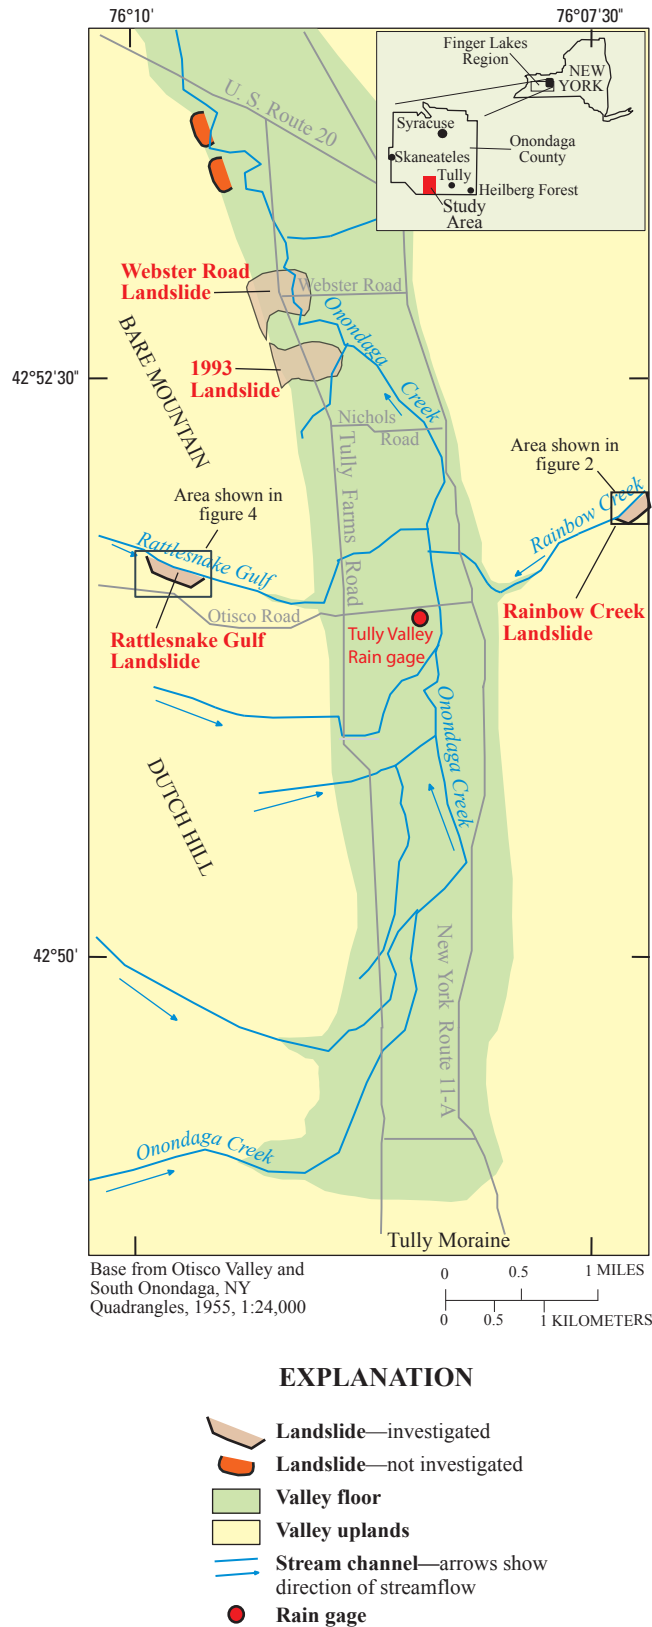 76°10'
76°07'30"
Finger Lakes
Region
NEW
YORK
Syracuse
Onondaga
County
Skaneateles
Tully
Heilberg Forest
Study
Area
U. S. Route 20
Webster Road
Landslide
Webster Road
Onondaga
Creek
BARE MOUNTAIN
1993
Landslide
42°52'30"
Nichols
Road
Tully Farms Road
Area shown in
figure 2
Rainbow Creek
Area shown in
figure 4
Rattlesnake Gulf
Otisco Road
Rattlesnake Gulf
Landslide
Tully Valley
Rain gage
Rainbow Creek
Landslide
Onondaga Creek
DUTCH HILL
42°50'
New York Route 11-A
Onondaga Creek
Tully Moraine
Base from Otisco Valley and
South Onondaga, NY
Quadrangles, 1955, 1:24,000
0 0.5 1 MILES
0 0.5 1 KILOMETERS
EXPLANATION
Landslide—investigated
Landslide—not investigated
Valley floor
Valley uplands
Stream channel—arrows show
direction of streamflow
Rain gage